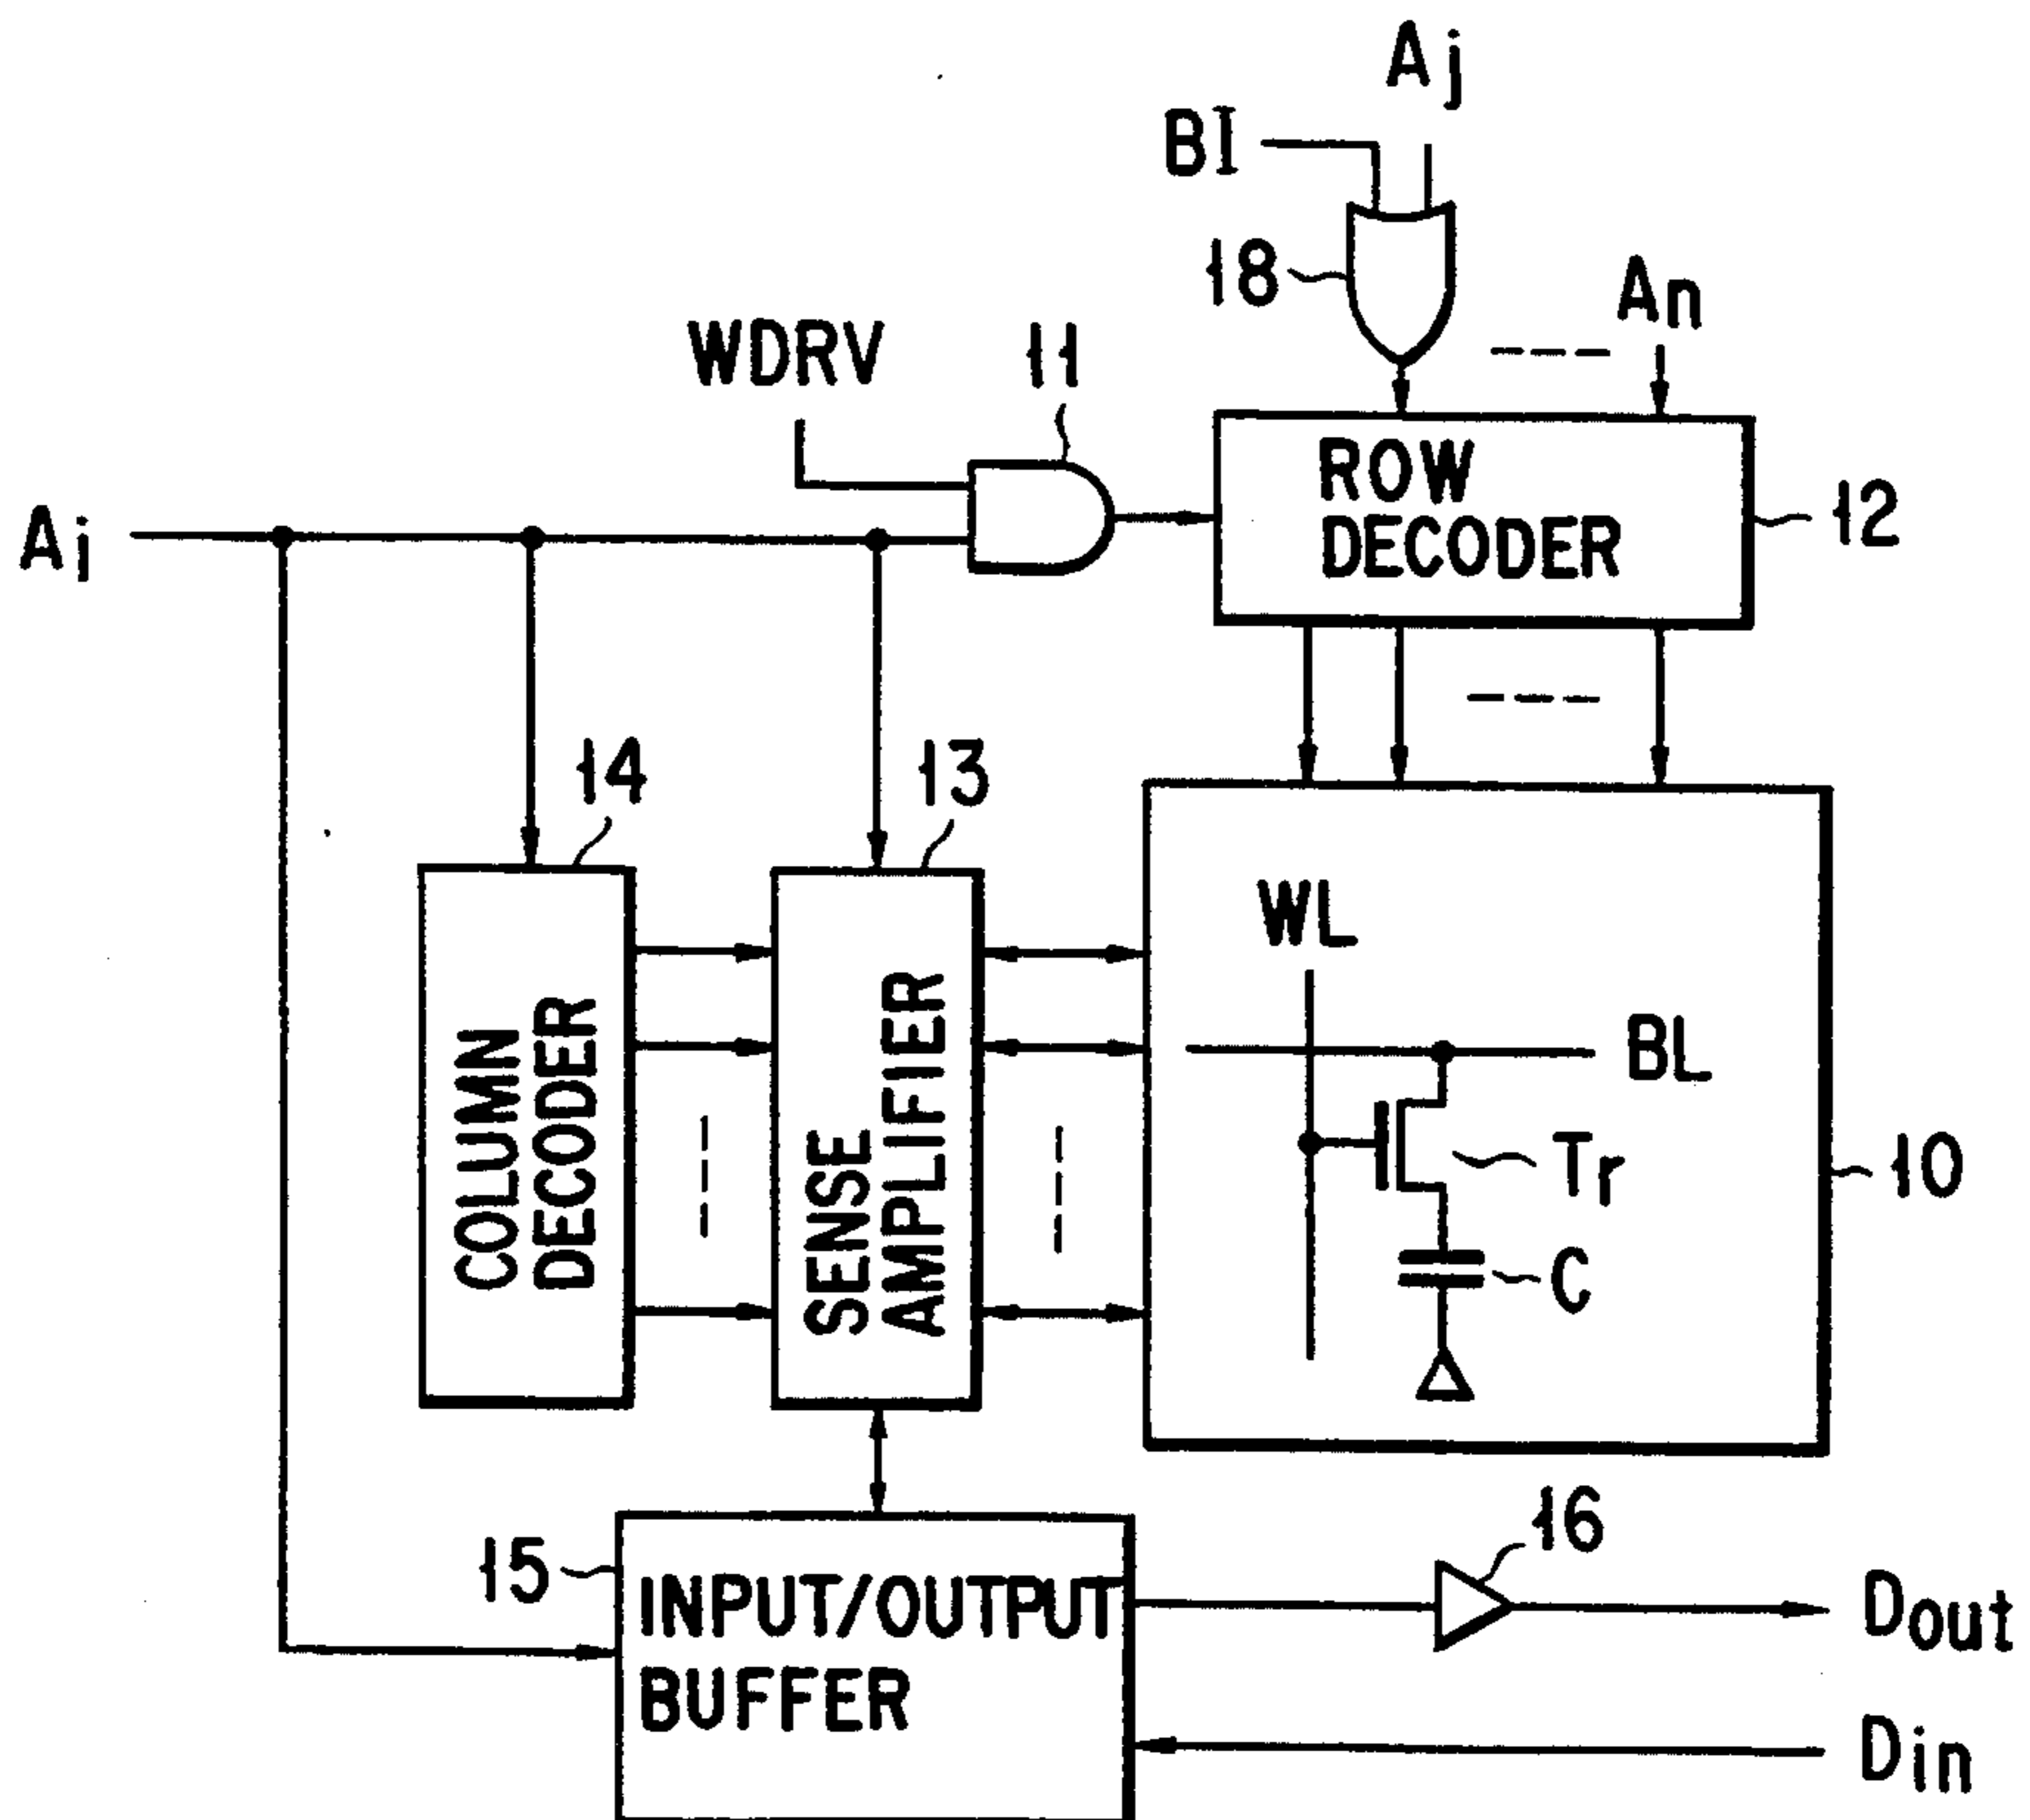 Aj
BI
18
An
WDRV
11
ROW
DECODER
12
Ai
14
13
COLUMN
DECODER
SENSE
AMPLIFIER
WL
BL
Tr
C
10
15
INPUT/OUTPUT
BUFFER
16
Dout
Din